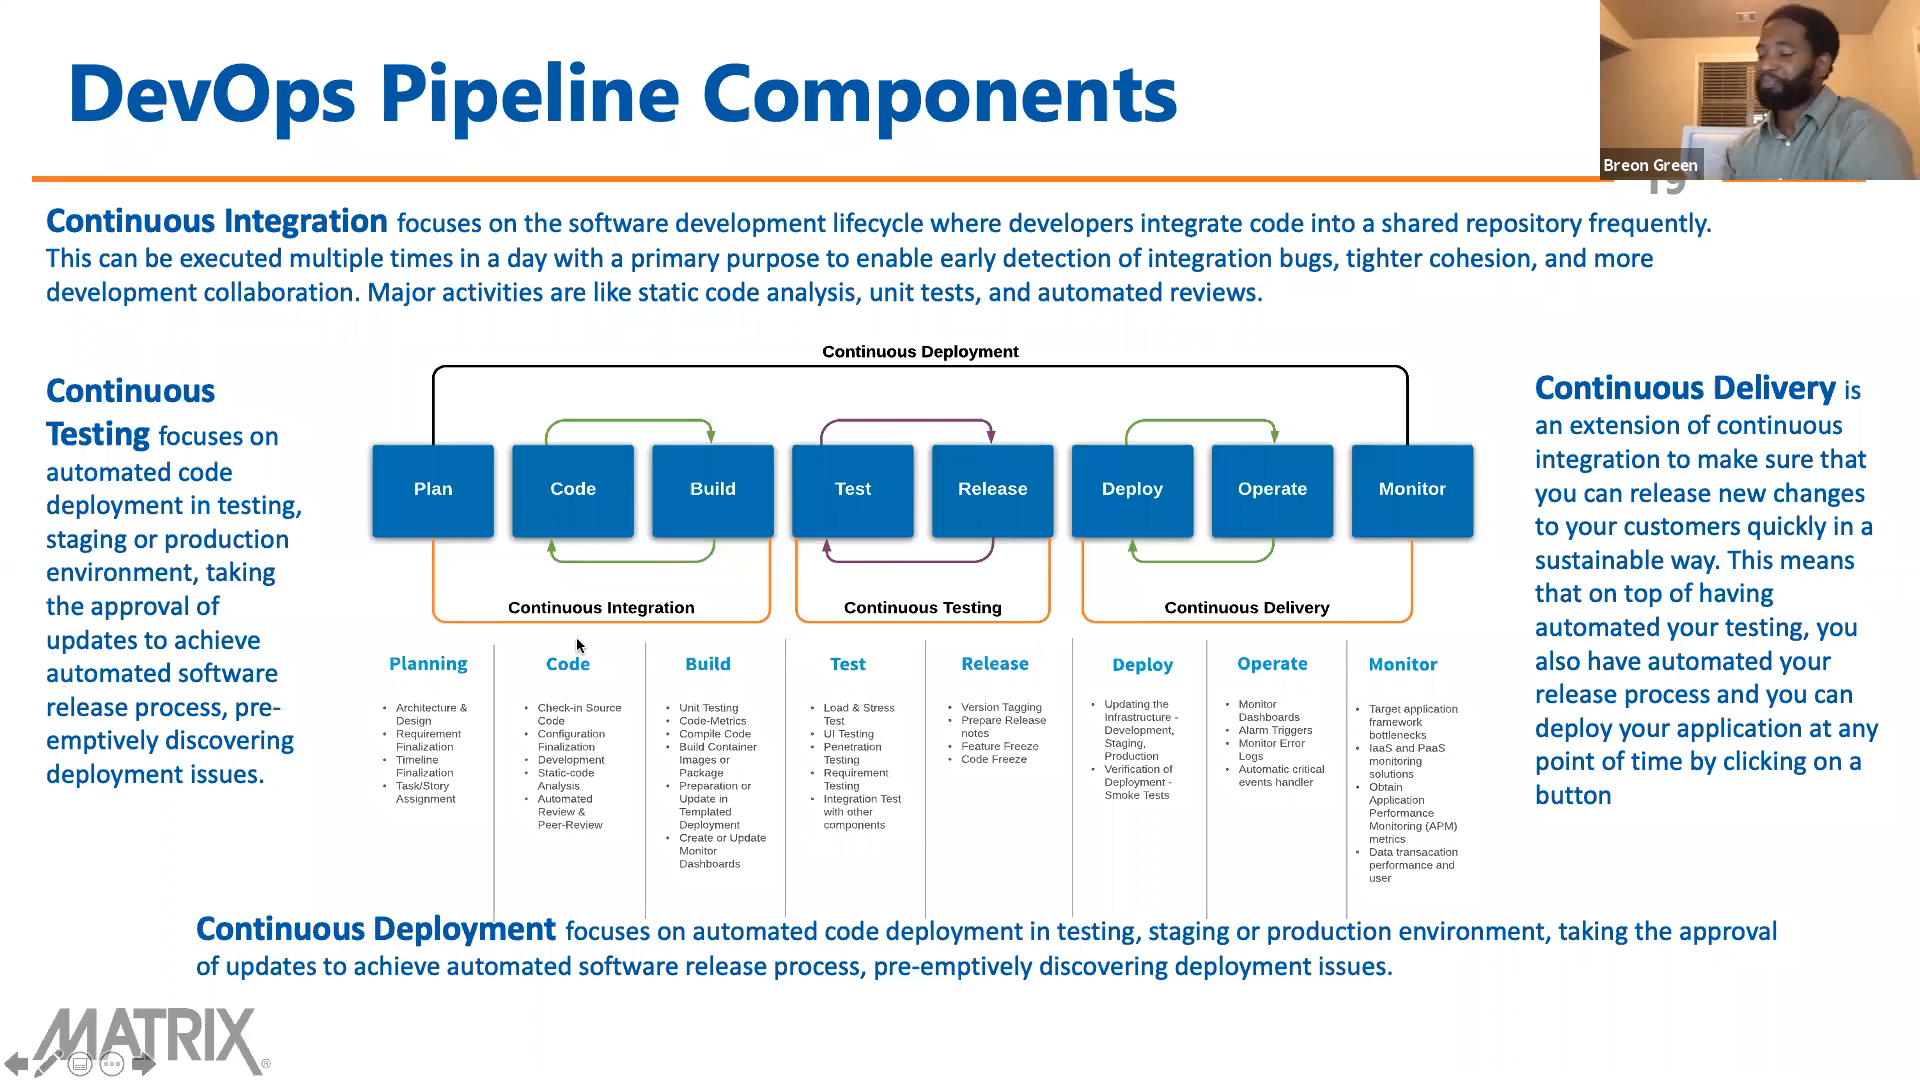 DevOps Pipeline Components
Breon Green
19
Continuous Integration focuses on the software development lifecycle where developers integrate code into a shared repository frequently.
This can be executed multiple times in a day with a primary purpose to enable early detection of integration bugs, tighter cohesion, and more
development collaboration. Major activities are like static code analysis, unit tests, and automated reviews.
Continuous
Testing focuses on
automated code
deployment in testing,
staging or production
environment, taking
the approval of
updates to achieve
automated software
release process, pre-
emptively discovering
deployment issues.
Continuous Deployment
Plan
Code
Build
Test
Release
Deploy
Operate
Monitor
Continuous Integration
Continuous Testing
Continuous Delivery
Planning
• Architecture &
Design
• Requirement
Finalization
• Timeline
Finalization
• Task/Story
Assignment
Code
• Check-in Source
Code
• Configuration
Finalization
• Development
• Static-code
Analysis
• Automated
Review &
Peer-Review
Build
• Unit Testing
• Code-Metrics
• Compile Code
• Build Container
Images or
Package
• Preparation or
Update in
Templated
Deployment
• Create or Update
Monitor
Dashboards
Test
• Load & Stress
Test
• UI Testing
• Penetration
Testing
• Requirement
Testing
• Integration Test
with other
components
Release
• Version Tagging
• Prepare Release
notes
• Feature Freeze
• Code Freeze
Deploy
• Updating the
Infrastructure -
Development,
Staging,
Production
• Verification of
Deployment -
Smoke Tests
Operate
• Monitor
Dashboards
• Alarm Triggers
• Monitor Error
Logs
• Automatic critical
events handler
Monitor
• Target application
framework
bottlenecks
• IaaS and PaaS
monitoring
solutions
• Obtain
Application
Performance
Monitoring (APM)
metrics
• Data transacation
performance and
user
Continuous Delivery is
an extension of continuous
integration to make sure that
you can release new changes
to your customers quickly in a
sustainable way. This means
that on top of having
automated your testing, you
also have automated your
release process and you can
deploy your application at any
point of time by clicking on a
button
Continuous Deployment focuses on automated code deployment in testing, staging or production environment, taking the approval
of updates to achieve automated software release process, pre-emptively discovering deployment issues.
MATRIX®